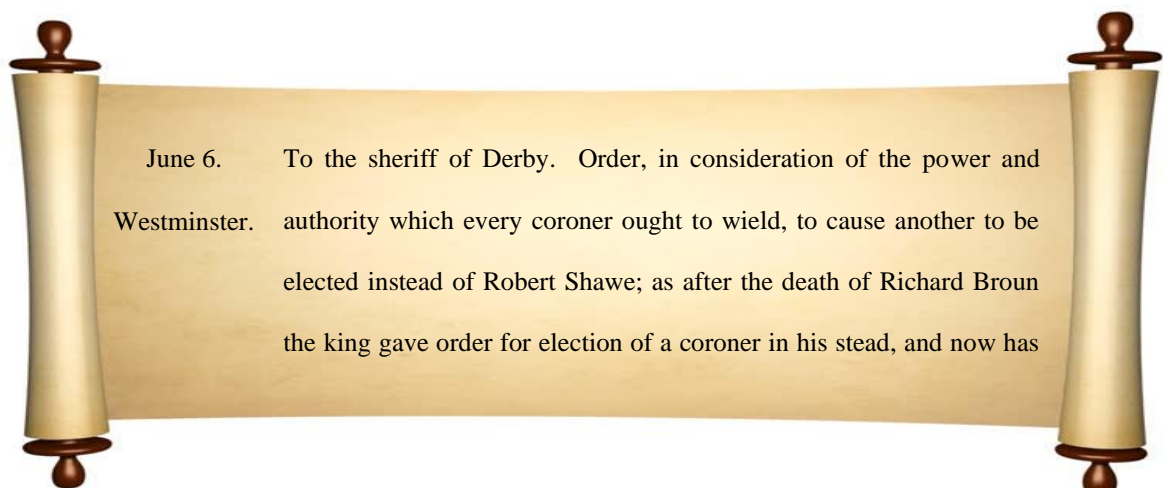 June 6. To the sheriff of Derby. Order, in consideration of the power and
Westminster. authority which every coroner ought to wield, to cause another to be
elected instead of Robert Shawe; as after the death of Richard Broun
the king gave order for election of a coroner in his stead, and now has